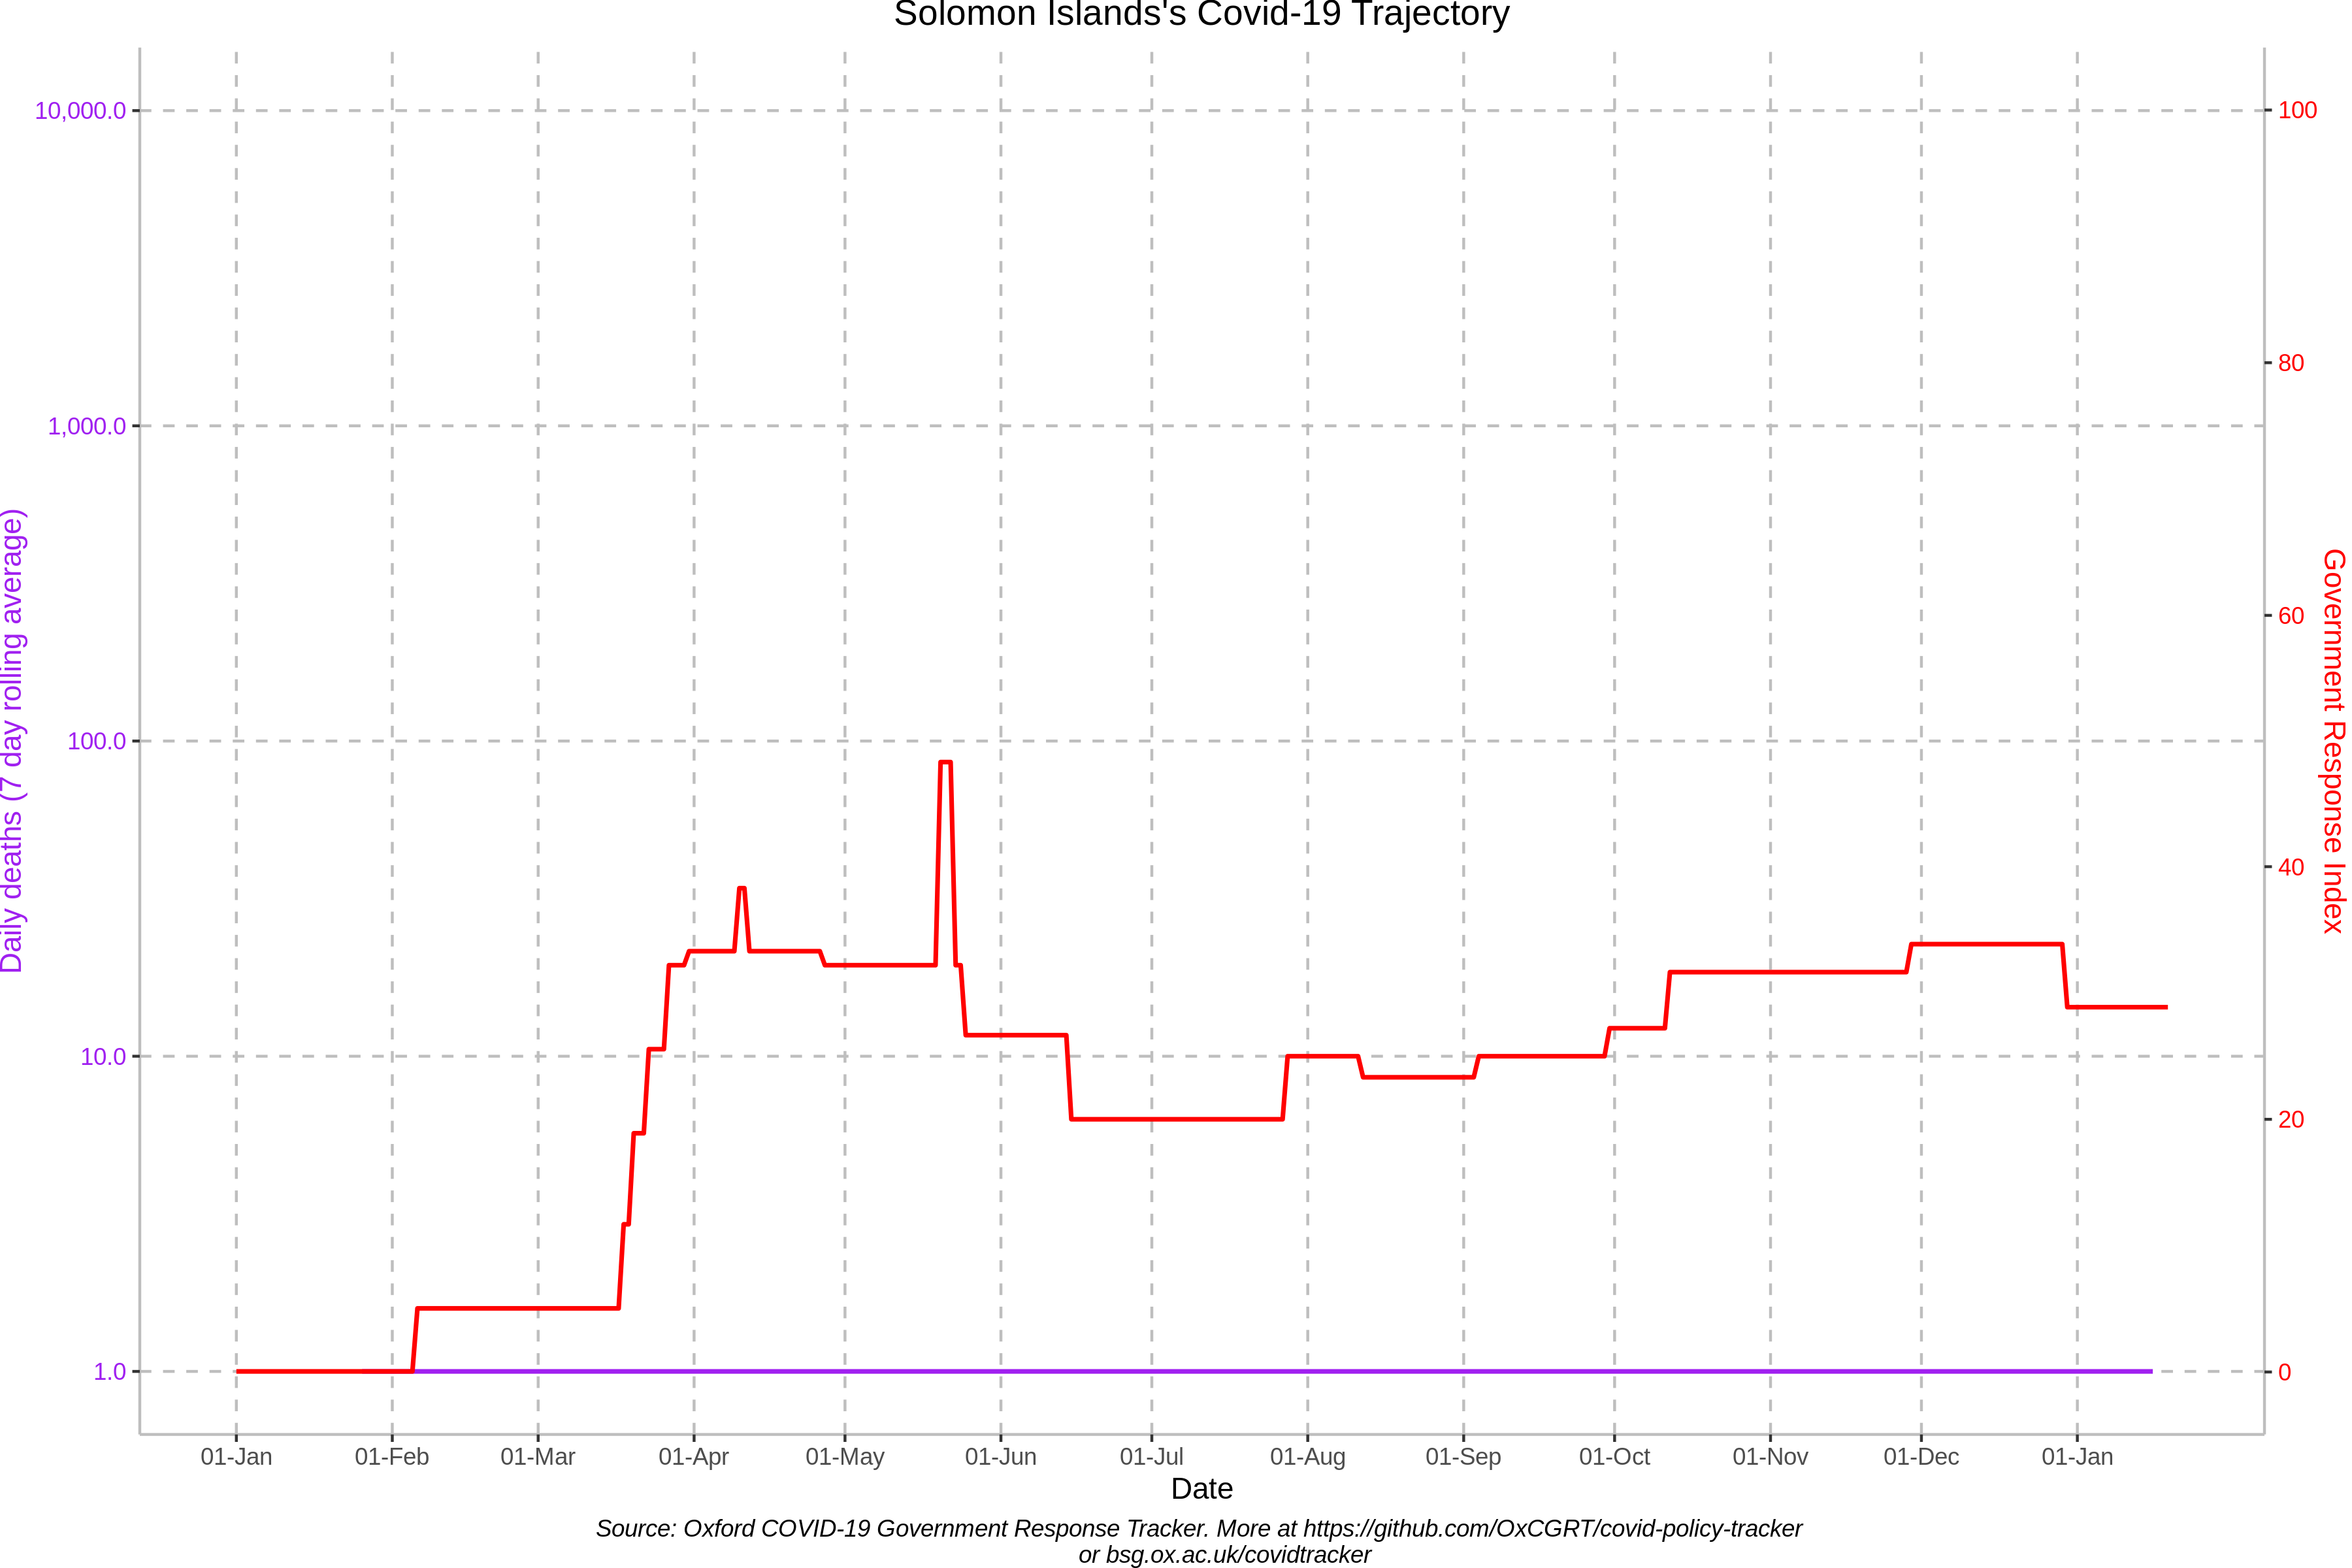 Solomon Islands's Covid-19 Trajectory
10,000.0
1,000.0
100.0
10.0
1.0
Daily deaths (7 day rolling average)
100
80
60
40
20
0
Government Response Index
01-Jan
01-Feb
01-Mar
01-Apr
01-May
01-Jun
01-Jul
01-Aug
01-Sep
01-Oct
01-Nov
01-Dec
01-Jan
Date
Source: Oxford COVID-19 Government Response Tracker. More at https://github.com/OxCGRT/covid-policy-tracker
or bsg.ox.ac.uk/covidtracker